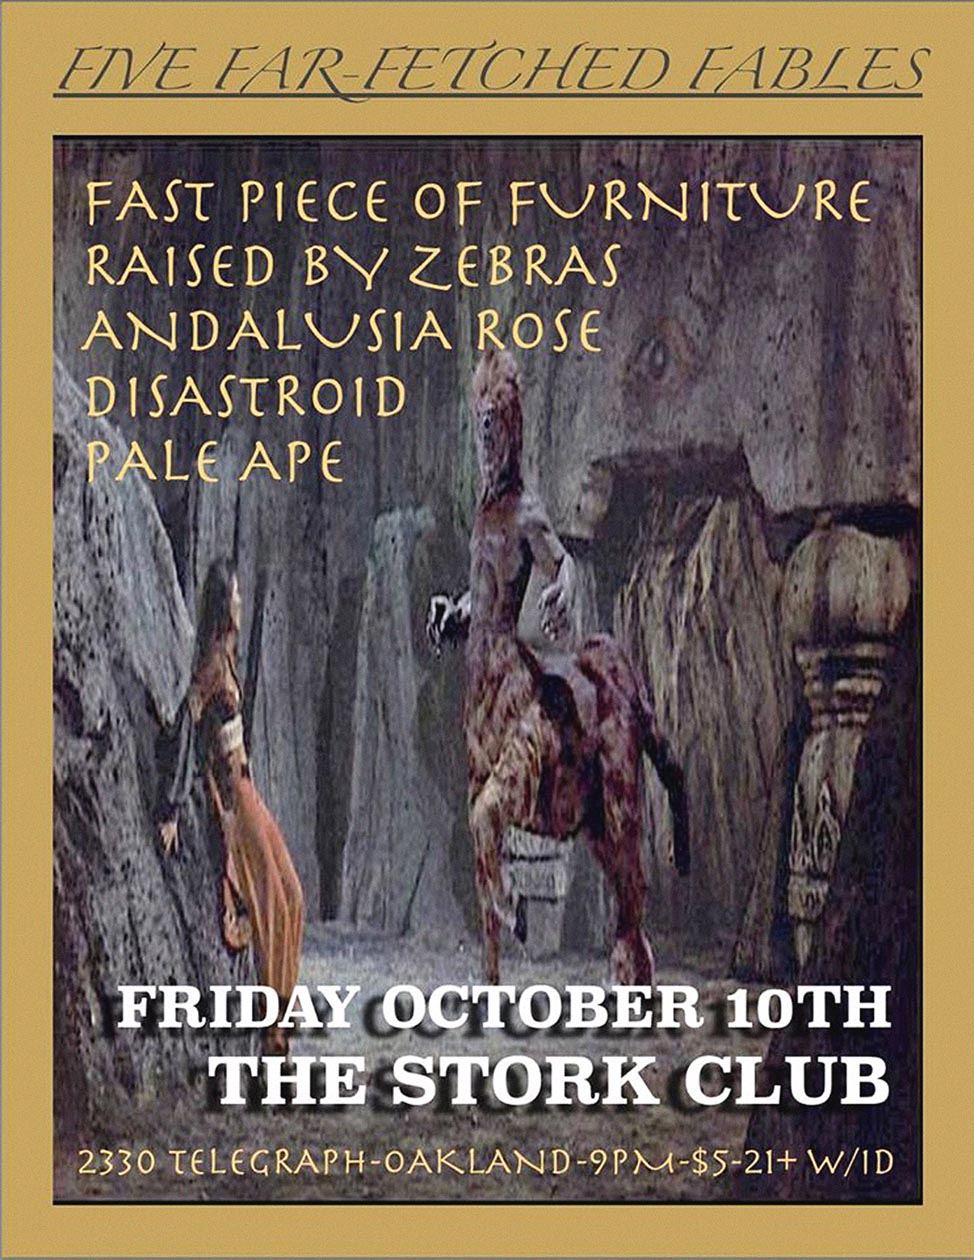 FIVE FAR-FETCHED FABLES
FAST PIECE OF FURNITURE
RAISED BY ZEBRAS
ANDALUSIA ROSE
DISASTROID
PALE APE
FRIDAY OCTOBER 10TH
THE STORK CLUB
2330 TELEGRAPH-OAKLAND-9PM-$5-21+ W/ID